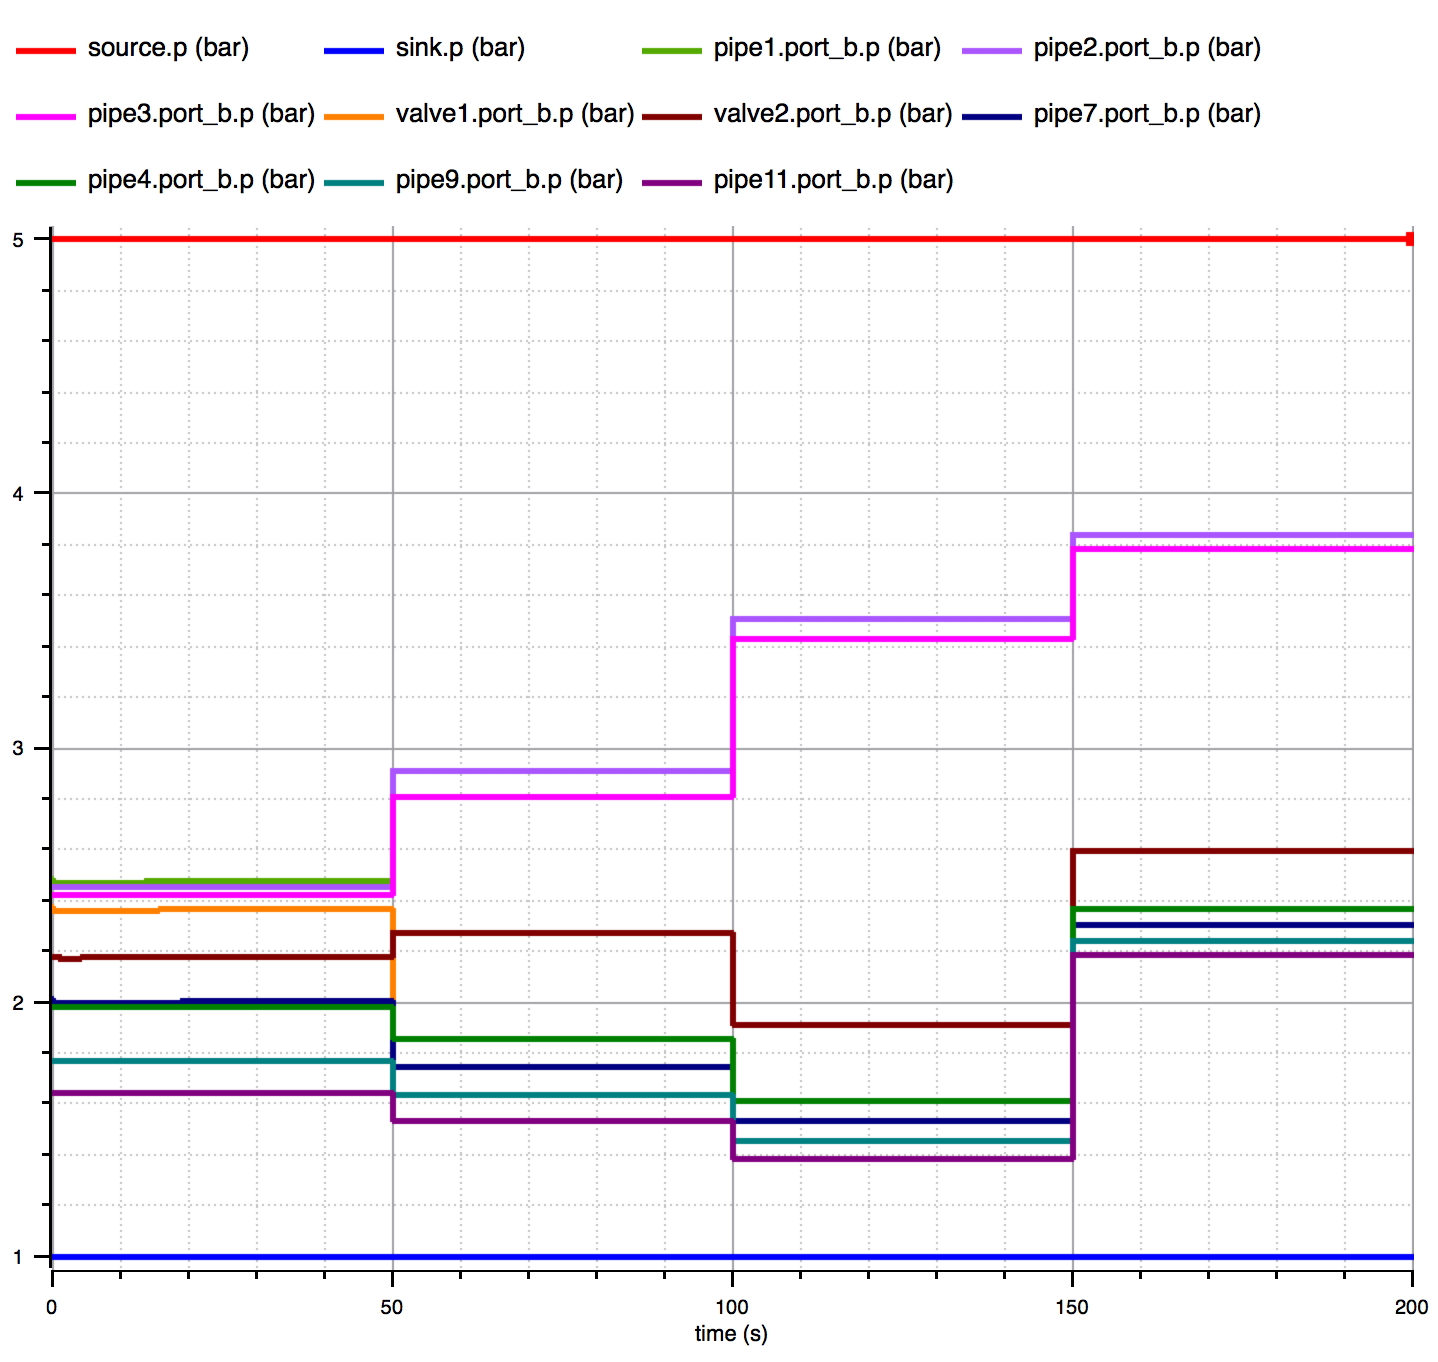 source.p (bar) sink.p (bar) pipe1.port_b.p (bar) pipe2.port_b.p (bar)
pipe3.port_b.p (bar) valve1.port_b.p (bar) valve2.port_b.p (bar) pipe7.port_b.p (bar)
pipe4.port_b.p (bar) pipe9.port_b.p (bar) pipe11.port_b.p (bar)
5
4
3
2
1
0 50 100 150 200
time (s)